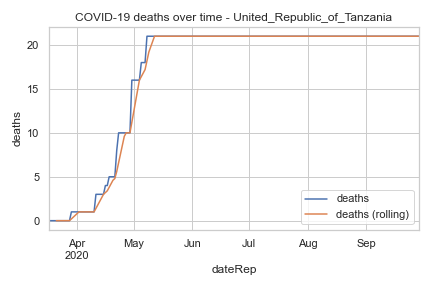 COVID-19 deaths over time - United_Republic_of_Tanzania
deaths
20
15
10
5
0
Apr
2020
May
Jun
Jul
Aug
Sep
dateRep
deaths
deaths (rolling)